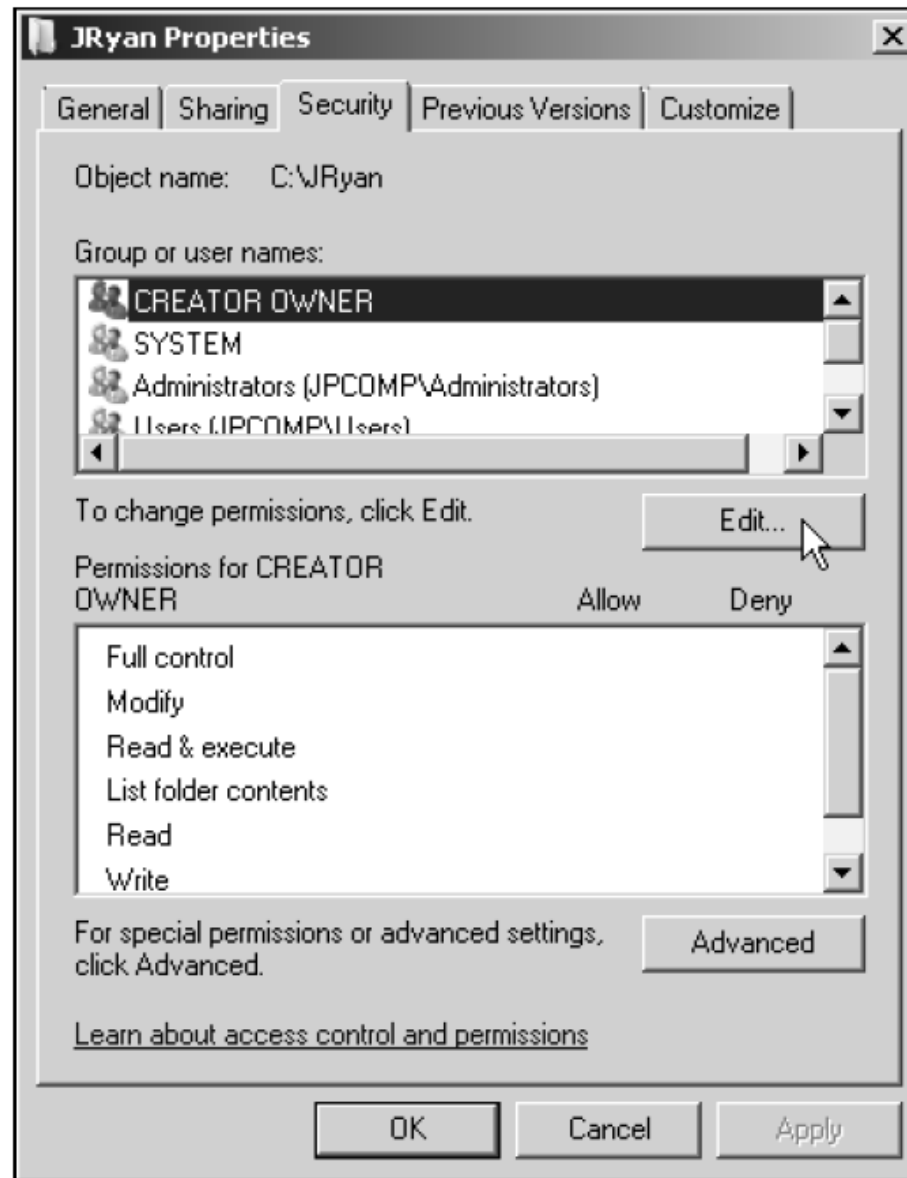 JRyan Properties
General Sharing Security Previous Versions Customize
Object name: C:\JRyan
Group or user names:
CREATOR OWNER
SYSTEM
Administrators (JPCOMP\Administrators)
Users (JPCOMP\Users)
To change permissions, click Edit.
Edit...
Permissions for CREATOR
OWNER Allow Deny
Full control
Modify
Read & execute
List folder contents
Read
Write
For special permissions or advanced settings,
click Advanced.
Advanced
Learn about access control and permissions
OK Cancel Apply